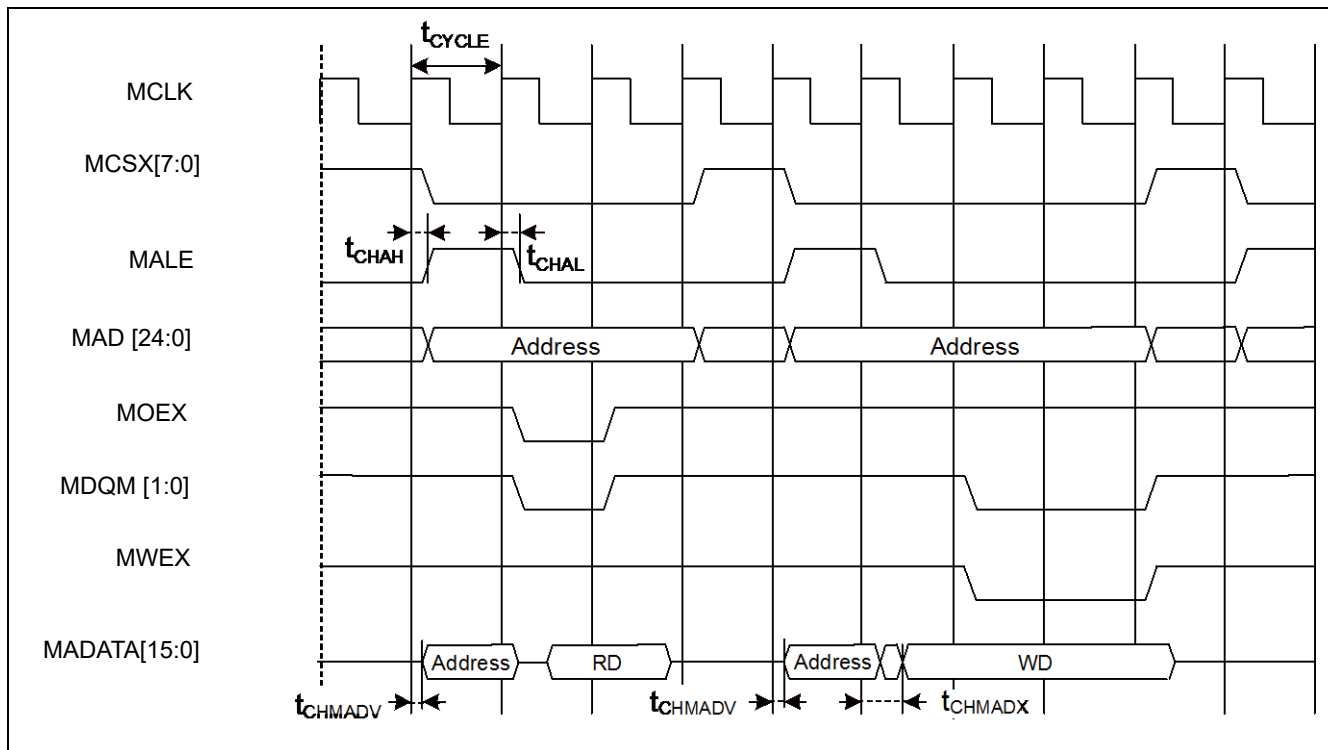 tCYCLE
MCLK
MCSX[7:0]
MALE
tCHAH
tCHAL
MAD [24:0]
Address
Address
MOEX
MDQM [1:0]
MWEX
MADATA[15:0]
Address
RD
Address
WD
tCHMADV
tCHMADV
tCHMADX